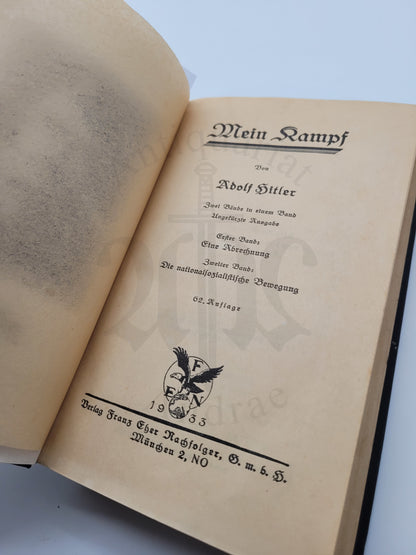 Mein Kampf
Von
Adolf Hitler
Zwei Bände in einem Band
Ungekürzte Ausgabe
Erster Band:
Eine Abrechnung
Zweiter Band:
Die nationalsozialistische Bewegung
62. Auflage
F
F N
1933
Verlag Franz Eher Nachfolger, G. m. b. H.
München 2, NO